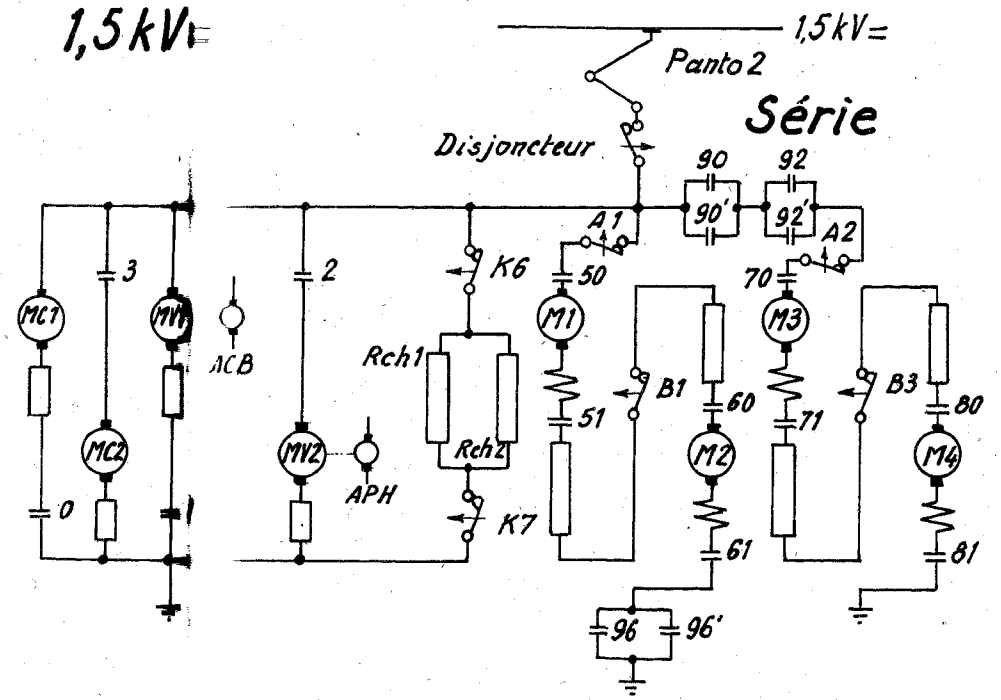 1,5 kV=
1,5 kV=
Panto 2
Série
Disjoncteur
90
92
90'
92'
A1
A2
3
2
K6
50
70
MC1
MV1
ACB
M1
M3
Rch1
B1
60
B3
80
51
71
MC2
MV2
Rch2
M2
M4
APH
0
1
K7
61
81
96
96'